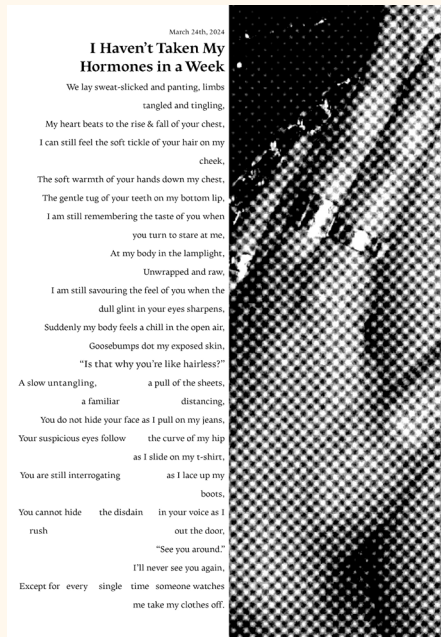 March 24th, 2024
I Haven't Taken My
Hormones in a Week
We lay sweat-slicked and panting, limbs
tangled and tingling,
My heart beats to the rise & fall of your chest,
I can still feel the soft tickle of your hair on my
cheek,
The soft warmth of your hands down my chest,
The gentle tug of your teeth on my bottom lip,
I am still remembering the taste of you when
you turn to stare at me,
At my body in the lamplight,
Unwrapped and raw,
I am still savouring the feel of you when the
dull glint in your eyes sharpens,
Suddenly my body feels a chill in the open air,
Goosebumps dot my exposed skin,
"Is that why you're like hairless?"
A slow untangling, a pull of the sheets,
a familiar distancing,
You do not hide your face as I pull on my jeans,
Your suspicious eyes follow the curve of my hip
as I slide on my t-shirt,
You are still interrogating as I lace up my
boots,
You cannot hide the disdain in your voice as I
rush out the door,
"See you around."
I'll never see you again,
Except for every single time someone watches
me take my clothes off.